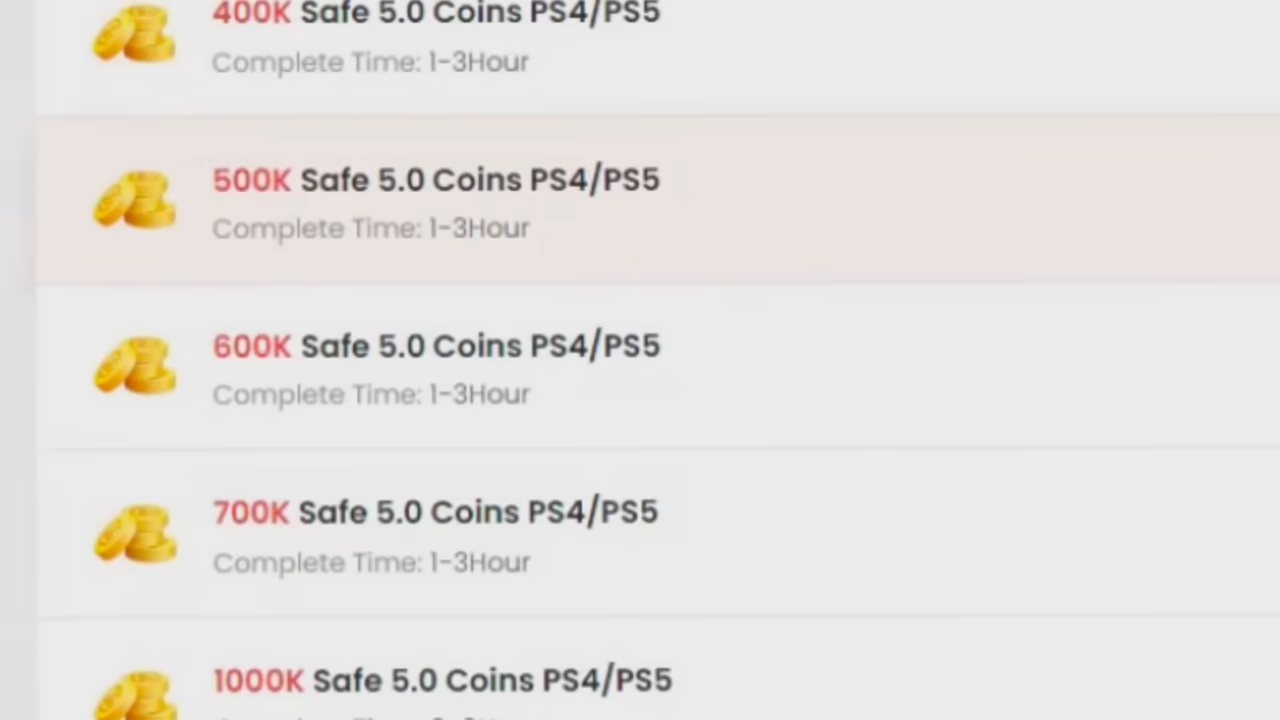 400K Safe 5.0 Coins PS4/PS5
Complete Time: 1-3Hour
500K Safe 5.0 Coins PS4/PS5
Complete Time: 1-3Hour
600K Safe 5.0 Coins PS4/PS5
Complete Time: 1-3Hour
700K Safe 5.0 Coins PS4/PS5
Complete Time: 1-3Hour
1000K Safe 5.0 Coins PS4/PS5